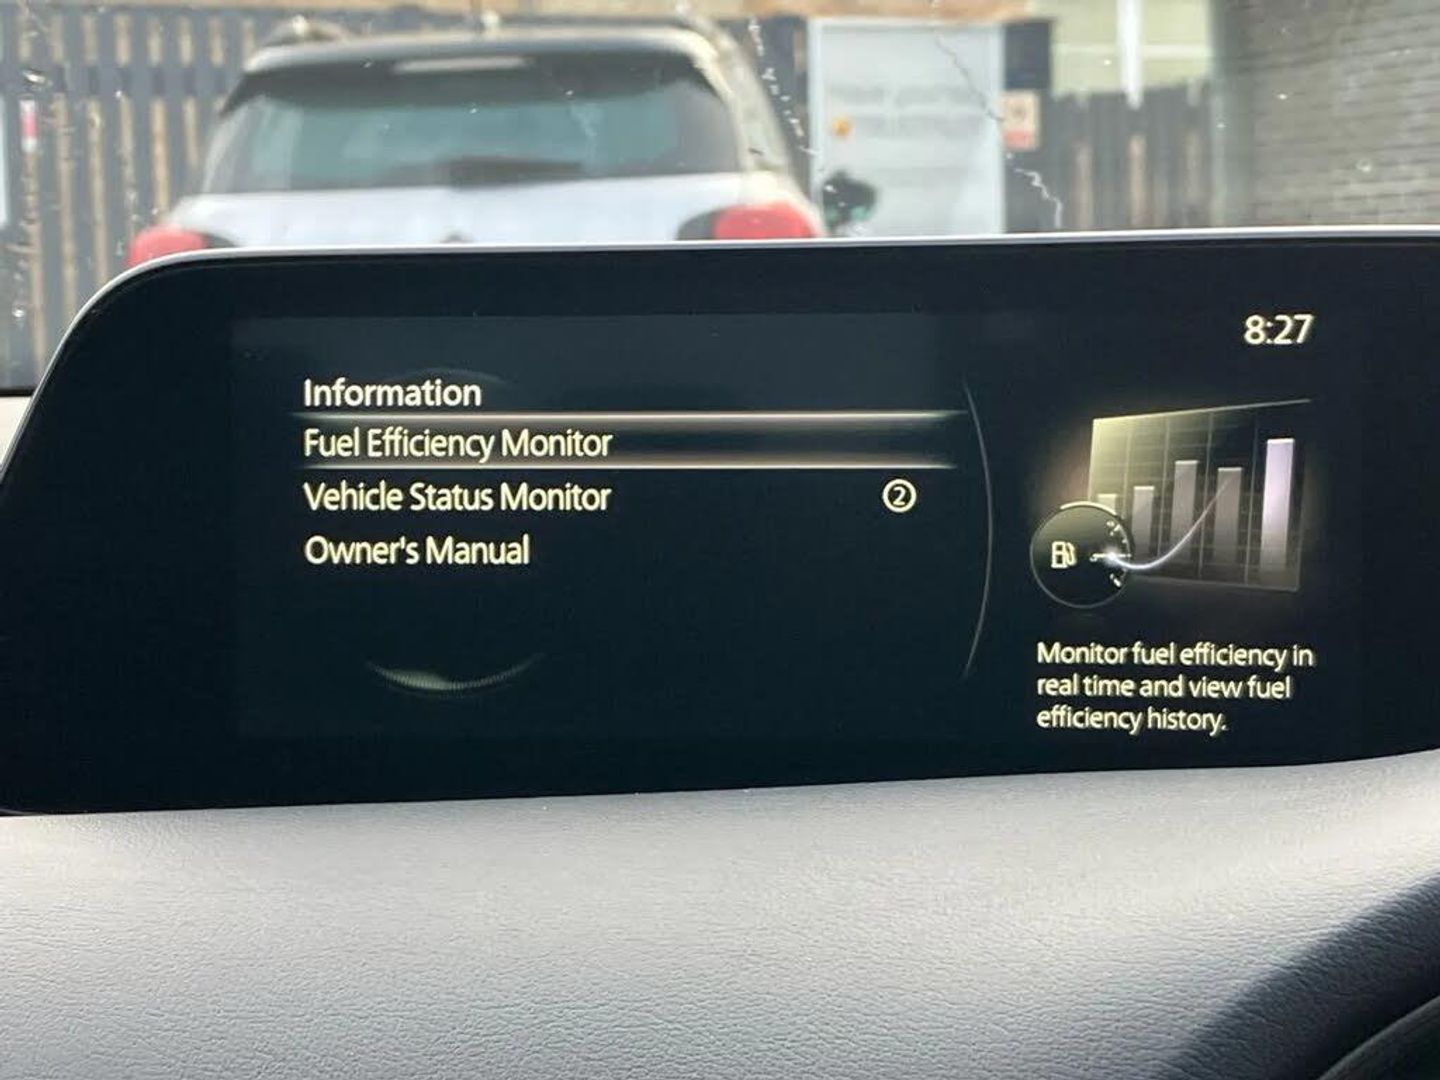 8:27
Information
Fuel Efficiency Monitor
Vehicle Status Monitor 2
Owner's Manual
Monitor fuel efficiency in
real time and view fuel
efficiency history.